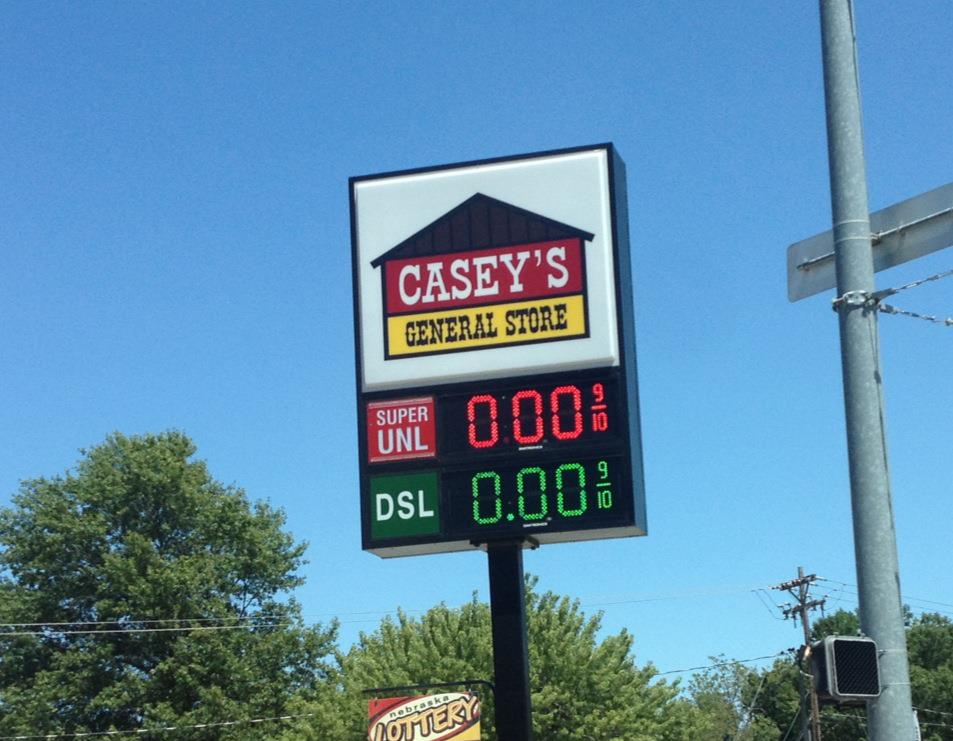 CASEY'S
GENERAL STORE
SUPER
UNL
0.00 9/10
DSL
0.00 9/10
nebraska
LOTTERY